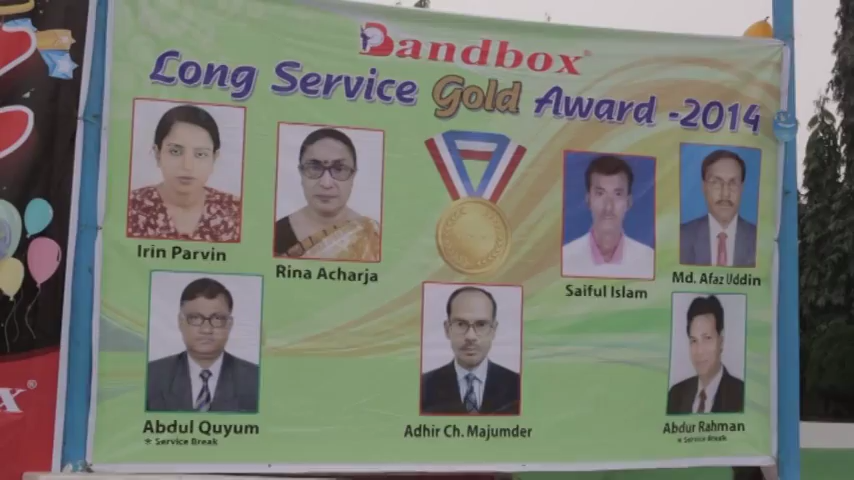 Bandbox®
Long Service Gold Award -2014
Irin Parvin
Rina Acharja
Saiful Islam
Md. Afaz Uddin
Abdul Quyum
* Service Break
Adhir Ch. Majumder
Abdur Rahman
* Service Break
x®